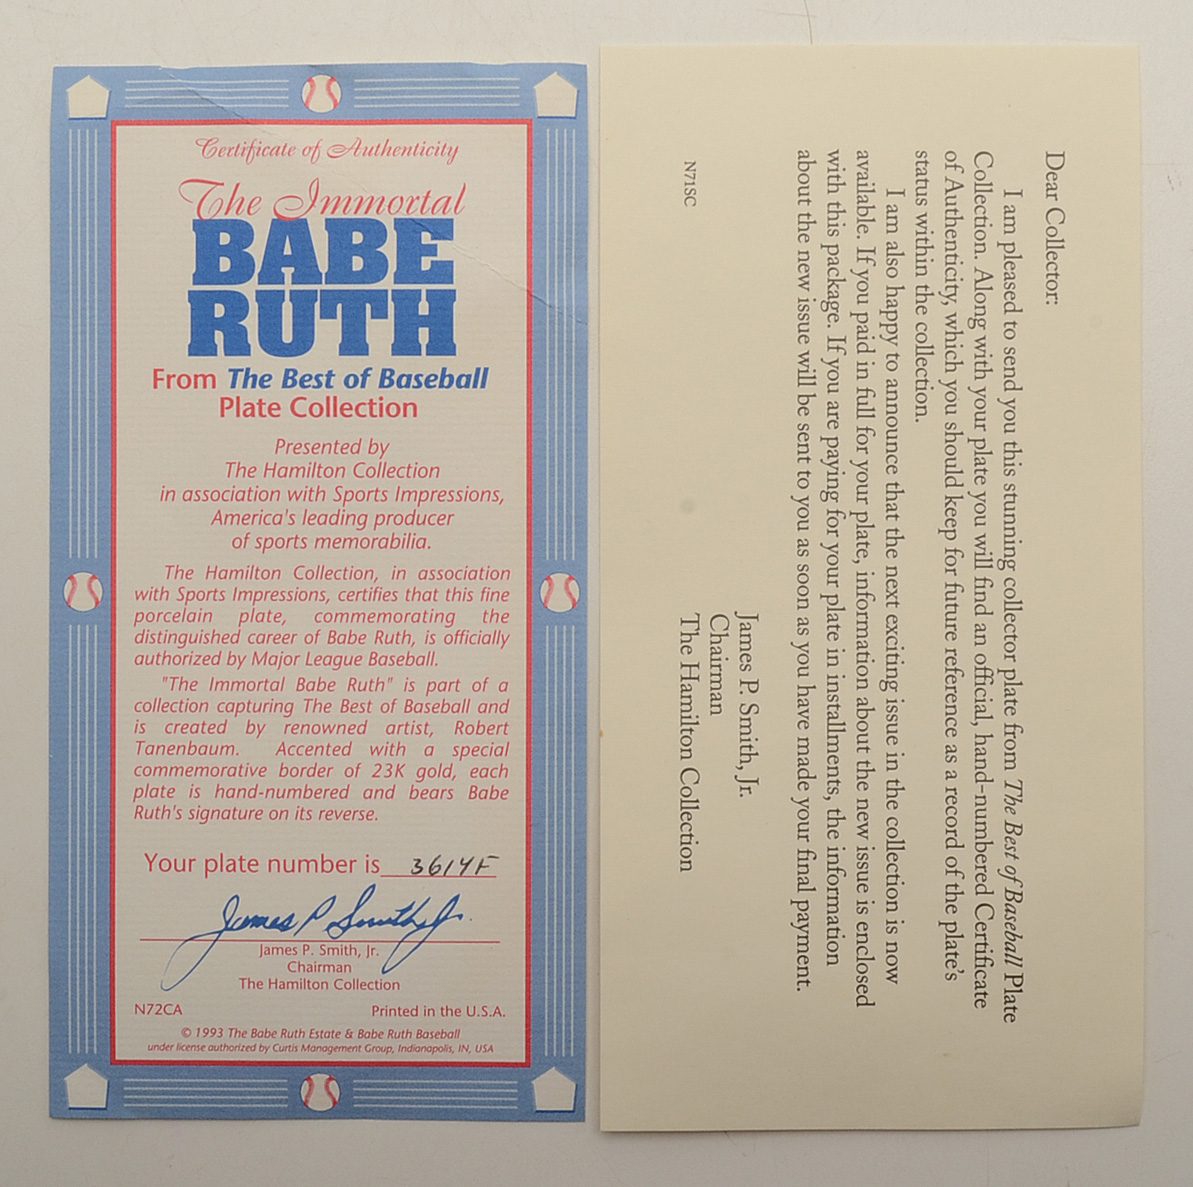 Certificate of Authenticity
The Immortal
BABE
RUTH
From The Best of Baseball
Plate Collection
Presented by
The Hamilton Collection
in association with Sports Impressions,
America's leading producer
of sports memorabilia.
The Hamilton Collection, in association
with Sports Impressions, certifies that this fine
porcelain plate, commemorating the
distinguished career of Babe Ruth, is officially
authorized by Major League Baseball.
"The Immortal Babe Ruth" is part of a
collection capturing The Best of Baseball and
is created by renowned artist, Robert
Tanenbaum. Accented with a special
commemorative border of 23K gold, each
plate is hand-numbered and bears Babe
Ruth's signature on its reverse.
Your plate number is 3614F
James P Smith Jr.
James P. Smith, Jr.
Chairman
The Hamilton Collection
N72CA Printed in the U.S.A.
© 1993 The Babe Ruth Estate & Babe Ruth Baseball
under license authorized by Curtis Management Group, Indianapolis, IN, USA
Dear Collector:
I am pleased to send you this stunning collector plate from The Best of Baseball Plate
Collection. Along with your plate you will find an official, hand-numbered Certificate
of Authenticity, which you should keep for future reference as a record of the plate's
status within the collection.
I am also happy to announce that the next exciting issue in the collection is now
available. If you paid in full for your plate, information about the new issue is enclosed
with this package. If you are paying for your plate in installments, the information
about the new issue will be sent to you as soon as you have made your final payment.
James P. Smith, Jr.
Chairman
The Hamilton Collection
N71SC